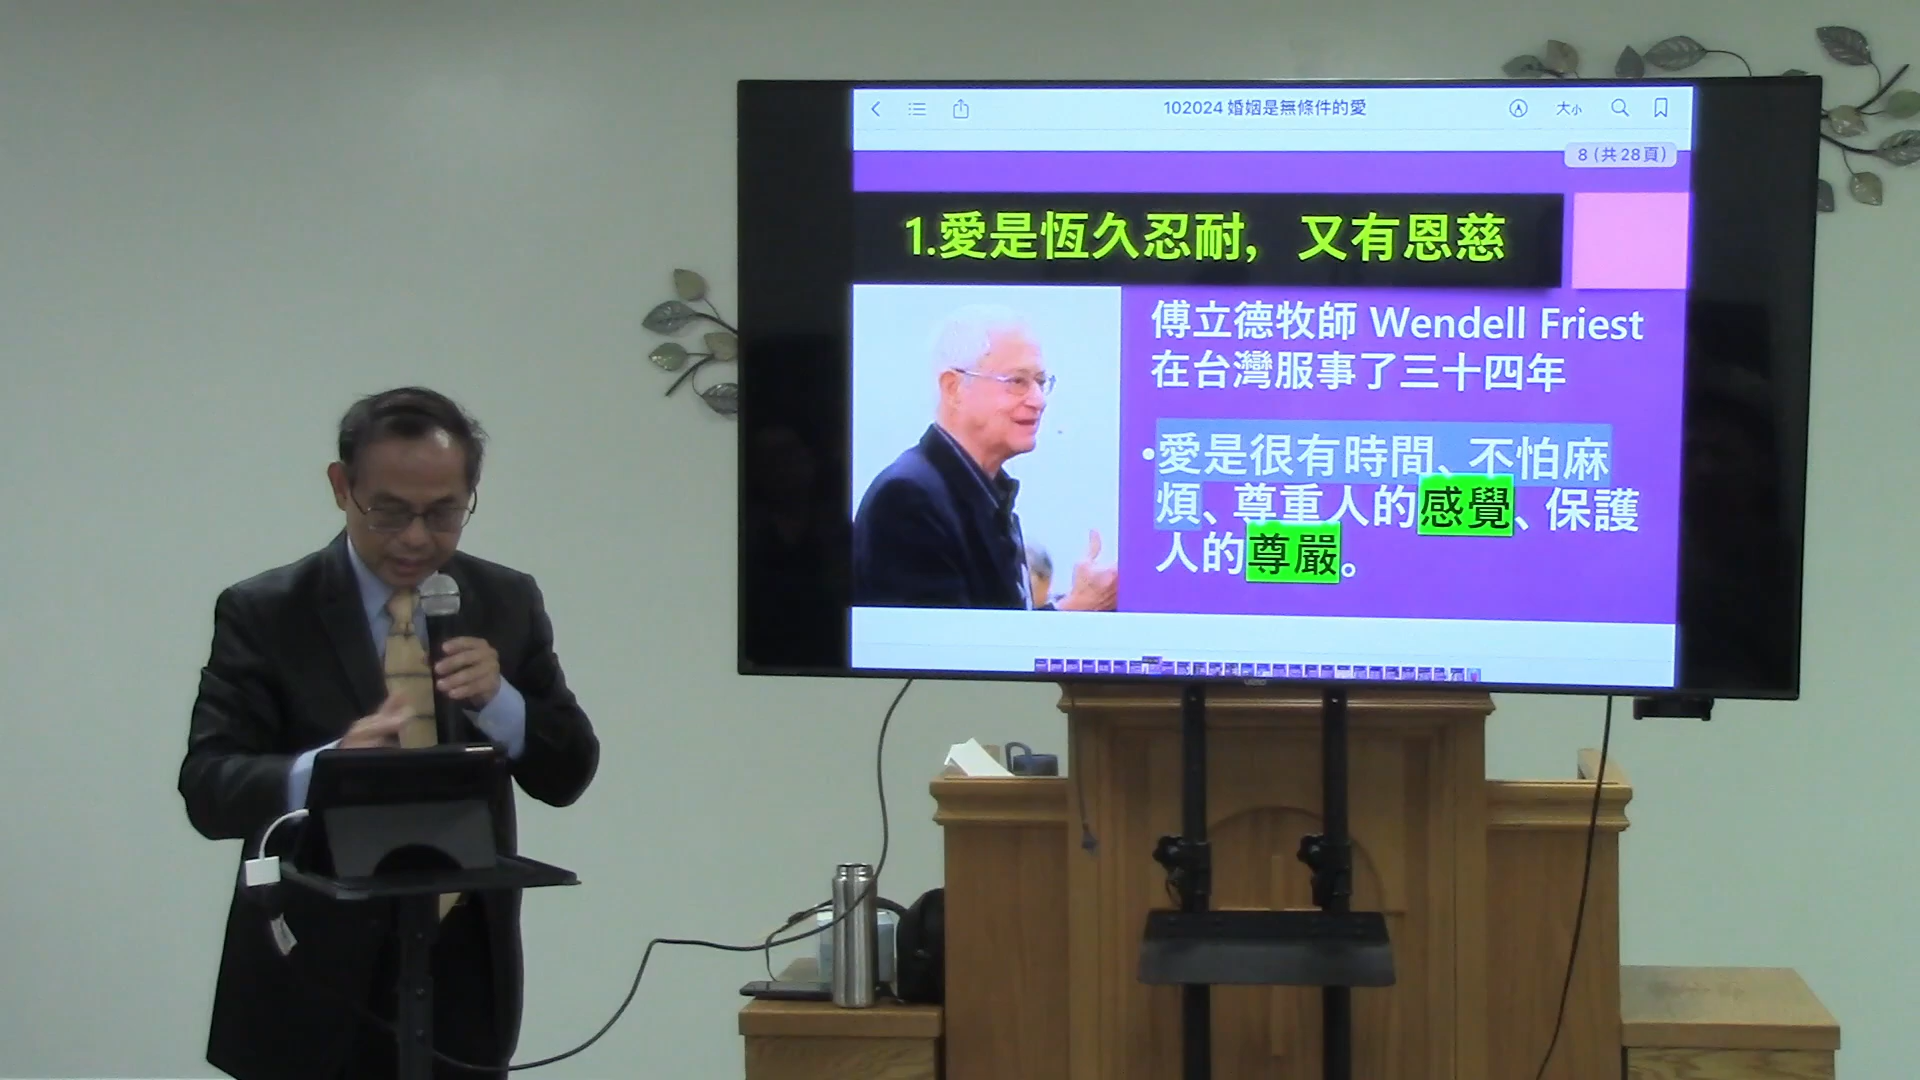 102024 婚姻是無條件的愛
大小
8 (共28頁)
1.愛是恆久忍耐, 又有恩慈
傅立德牧師 Wendell Friest
在台灣服事了三十四年
•愛是很有時間、不怕麻
煩、尊重人的感覺、保護
人的尊嚴。